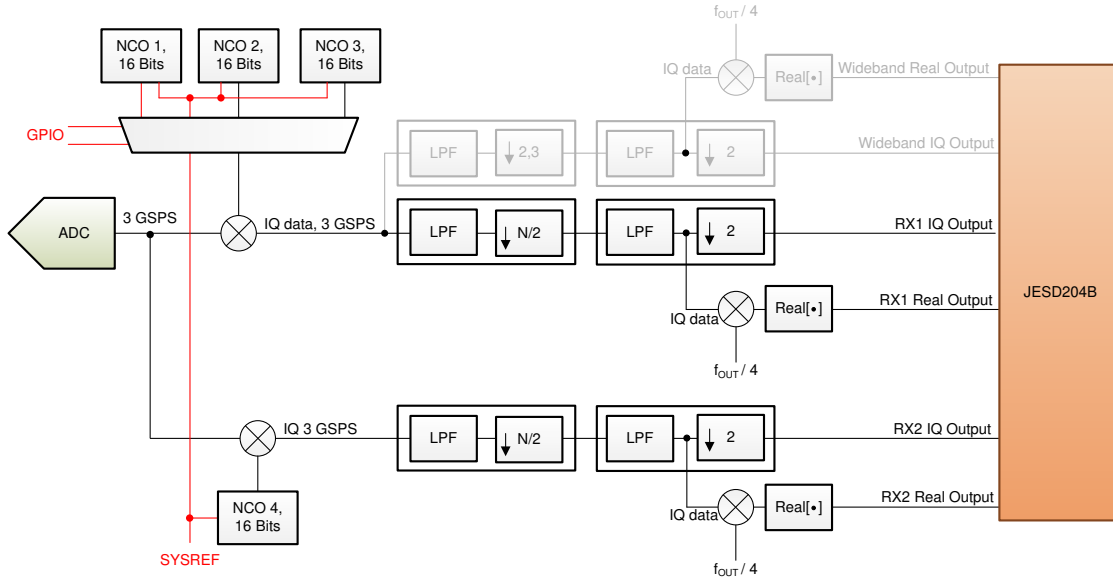 f_OUT / 4
NCO 1,
16 Bits
NCO 2,
16 Bits
NCO 3,
16 Bits
IQ data
Real[•]
Wideband Real Output
GPIO
LPF
2,3
LPF
2
Wideband IQ Output
ADC
3 GSPS
IQ data, 3 GSPS
LPF
N/2
LPF
2
RX1 IQ Output
JESD204B
IQ data
Real[•]
RX1 Real Output
f_OUT / 4
IQ 3 GSPS
LPF
N/2
LPF
2
RX2 IQ Output
NCO 4,
16 Bits
IQ data
Real[•]
RX2 Real Output
SYSREF
f_OUT / 4